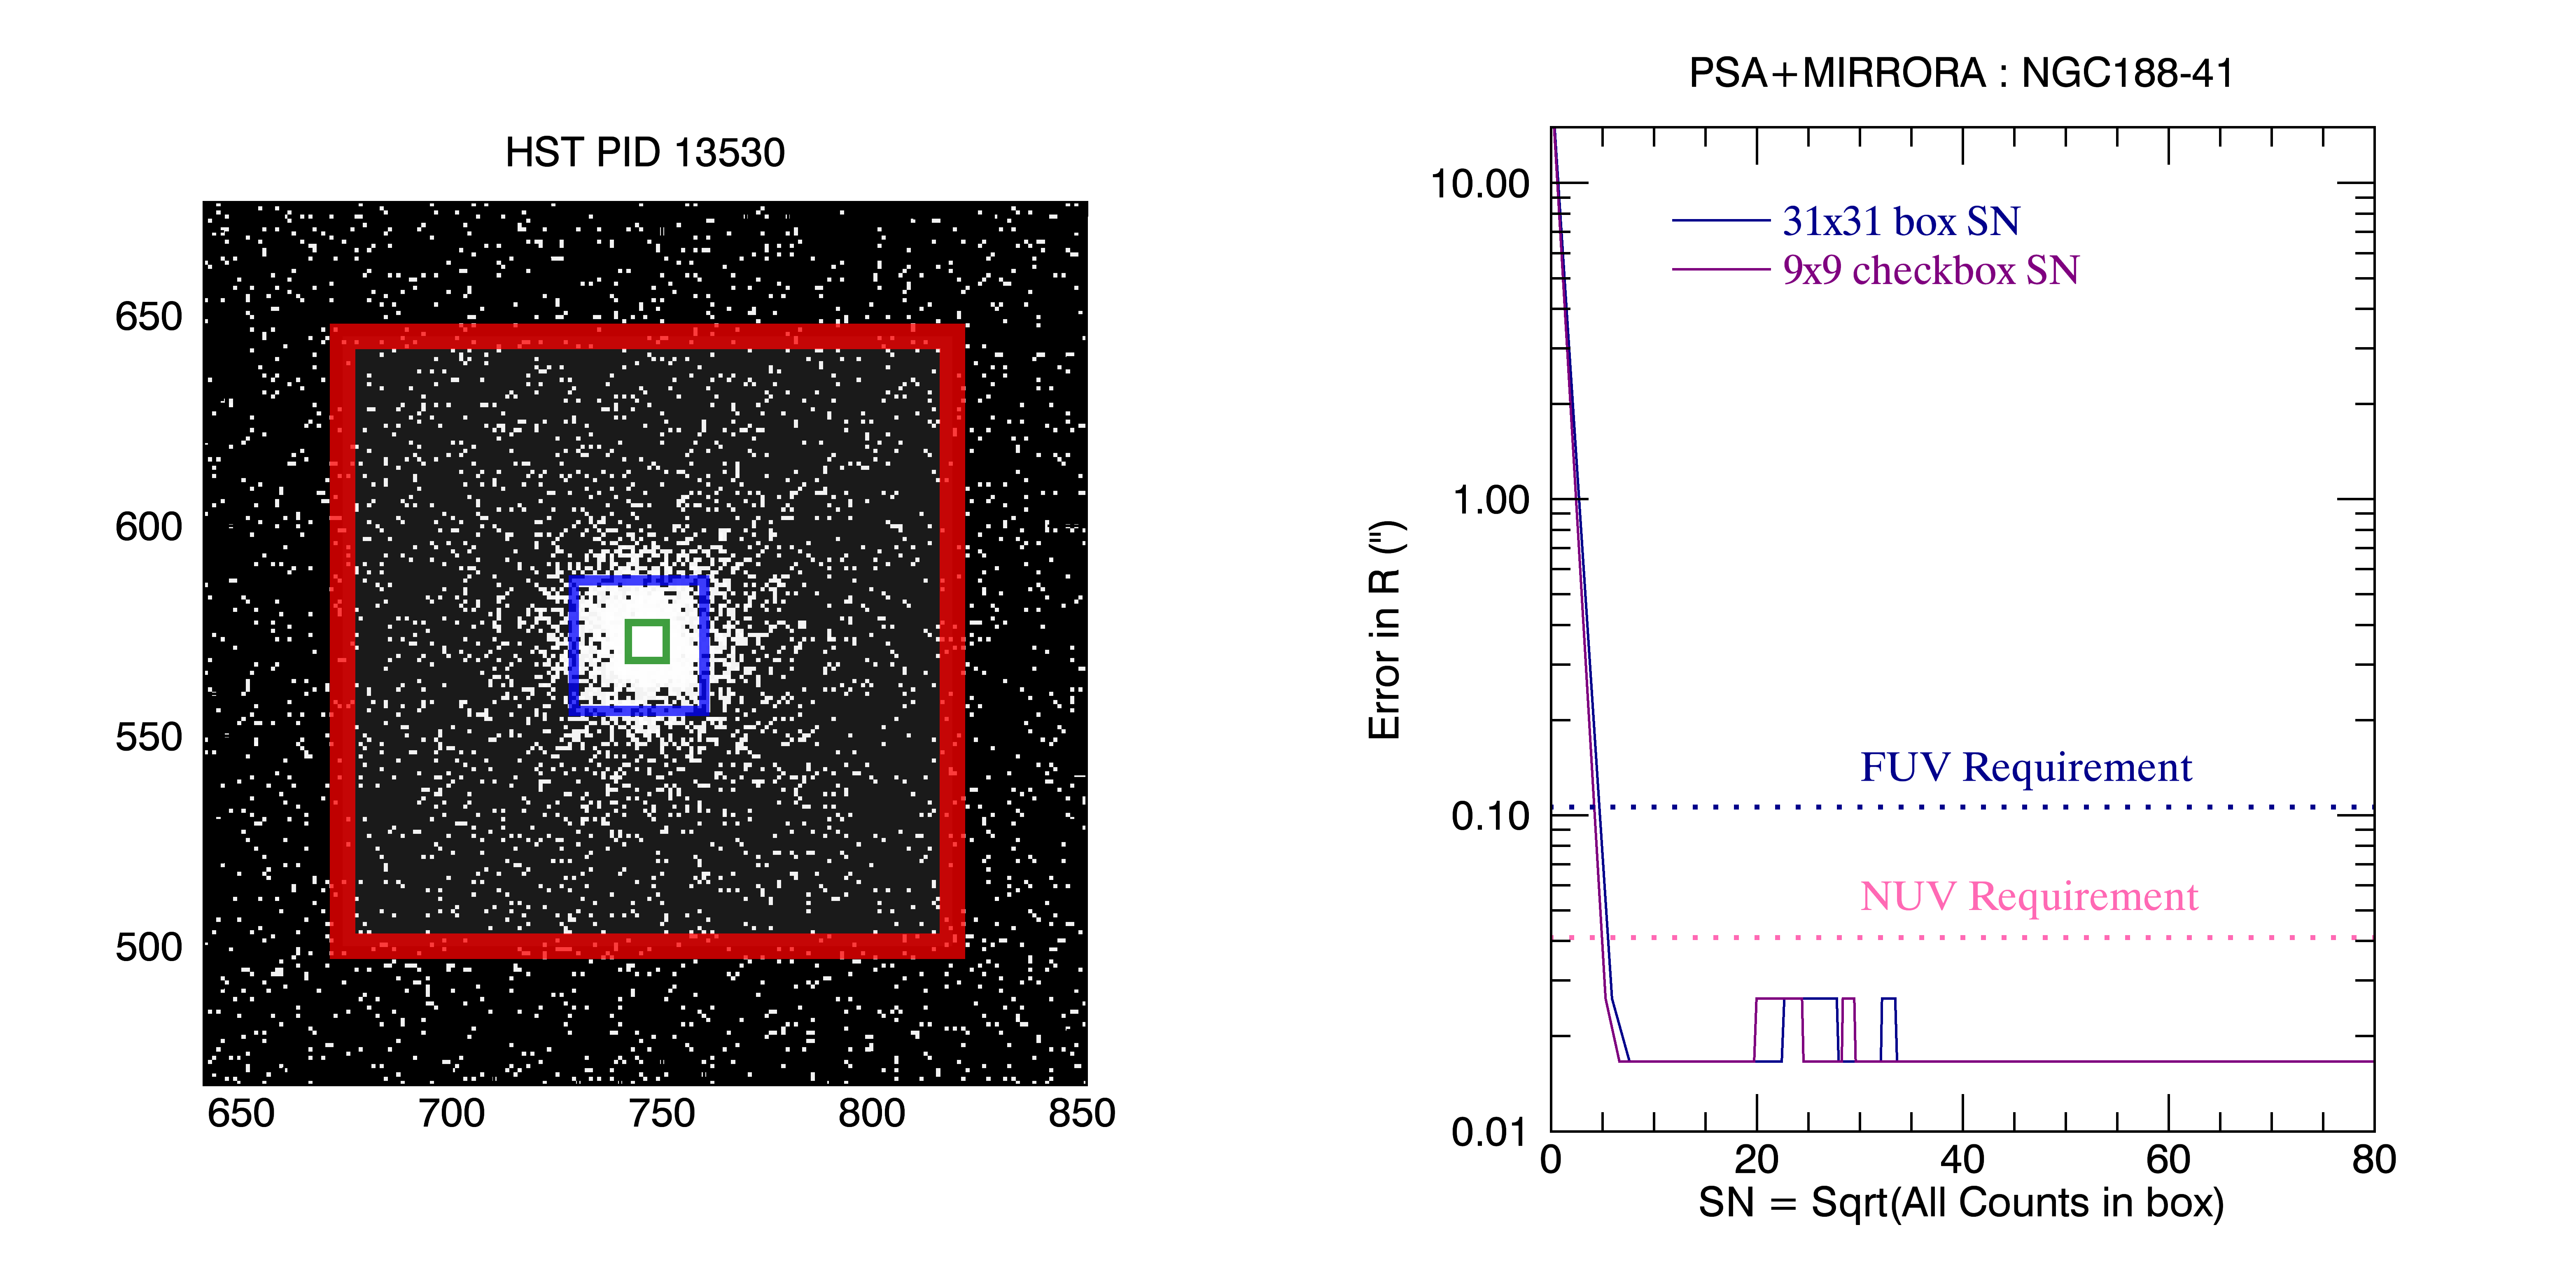 HST PID 13530
650
600
550
500
650 700 750 800 850
PSA+MIRRORA : NGC188-41
10.00
1.00
0.10
0.01
Error in R (")
31x31 box SN
9x9 checkbox SN
FUV Requirement
NUV Requirement
0 20 40 60 80
SN = Sqrt(All Counts in box)